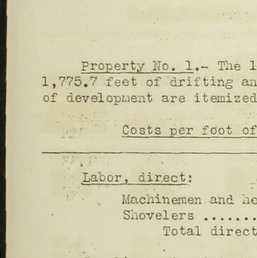 Property No. 1.- The
1,775.7 feet of drifting an
of development are itemized
Costs per foot of
Labor, direct:
Machinemen and he
Shovelers .......
Total direct